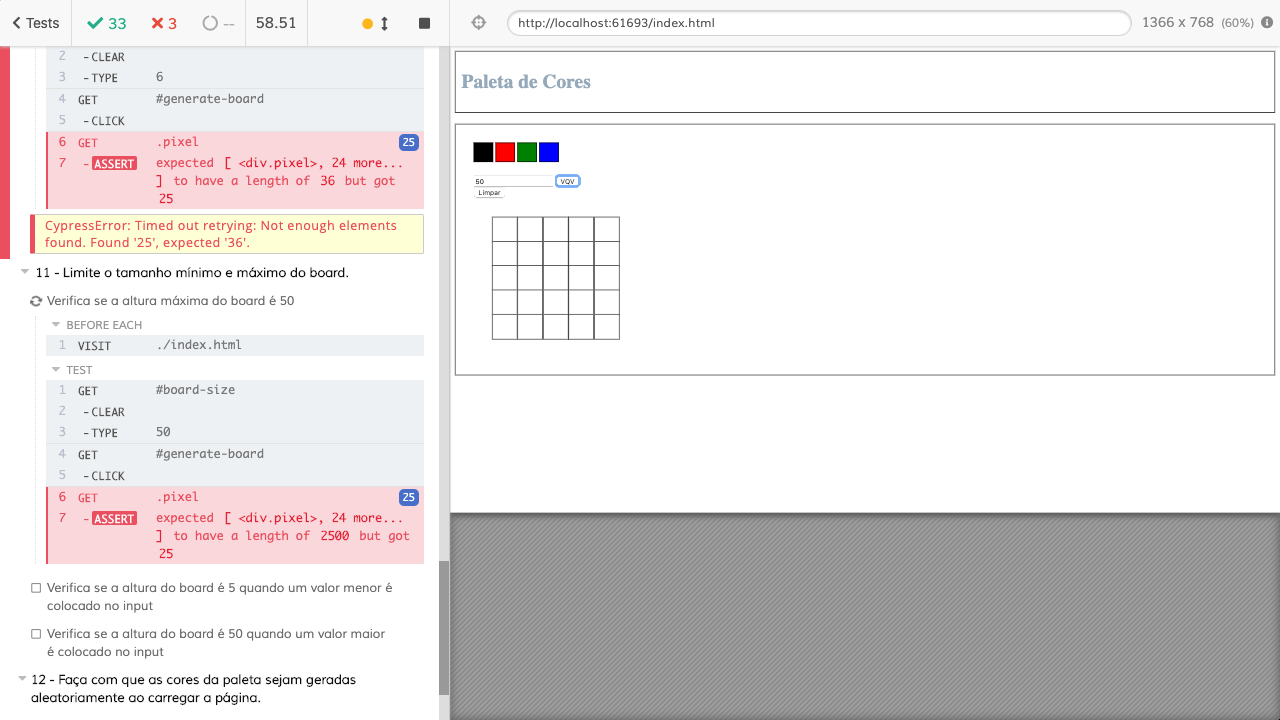 Tests
33
3
--
58.51
http://localhost:61693/index.html
1366 x 768 (60%)
2 -CLEAR
3 -TYPE 6
4 GET #generate-board
5 -CLICK
6 GET .pixel 25
7 -ASSERT expected [ <div.pixel>, 24 more...
] to have a length of 36 but got
25
CypressError: Timed out retrying: Not enough elements
found. Found '25', expected '36'.
11 - Limite o tamanho mínimo e máximo do board.
Verifica se a altura máxima do board é 50
BEFORE EACH
1 VISIT ./index.html
TEST
1 GET #board-size
2 -CLEAR
3 -TYPE 50
4 GET #generate-board
5 -CLICK
6 GET .pixel 25
7 -ASSERT expected [ <div.pixel>, 24 more...
] to have a length of 2500 but got
25
Verifica se a altura do board é 5 quando um valor menor é
colocado no input
Verifica se a altura do board é 50 quando um valor maior
é colocado no input
12 - Faça com que as cores da paleta sejam geradas
aleatoriamente ao carregar a página.
Paleta de Cores
50 VQV
Limpar